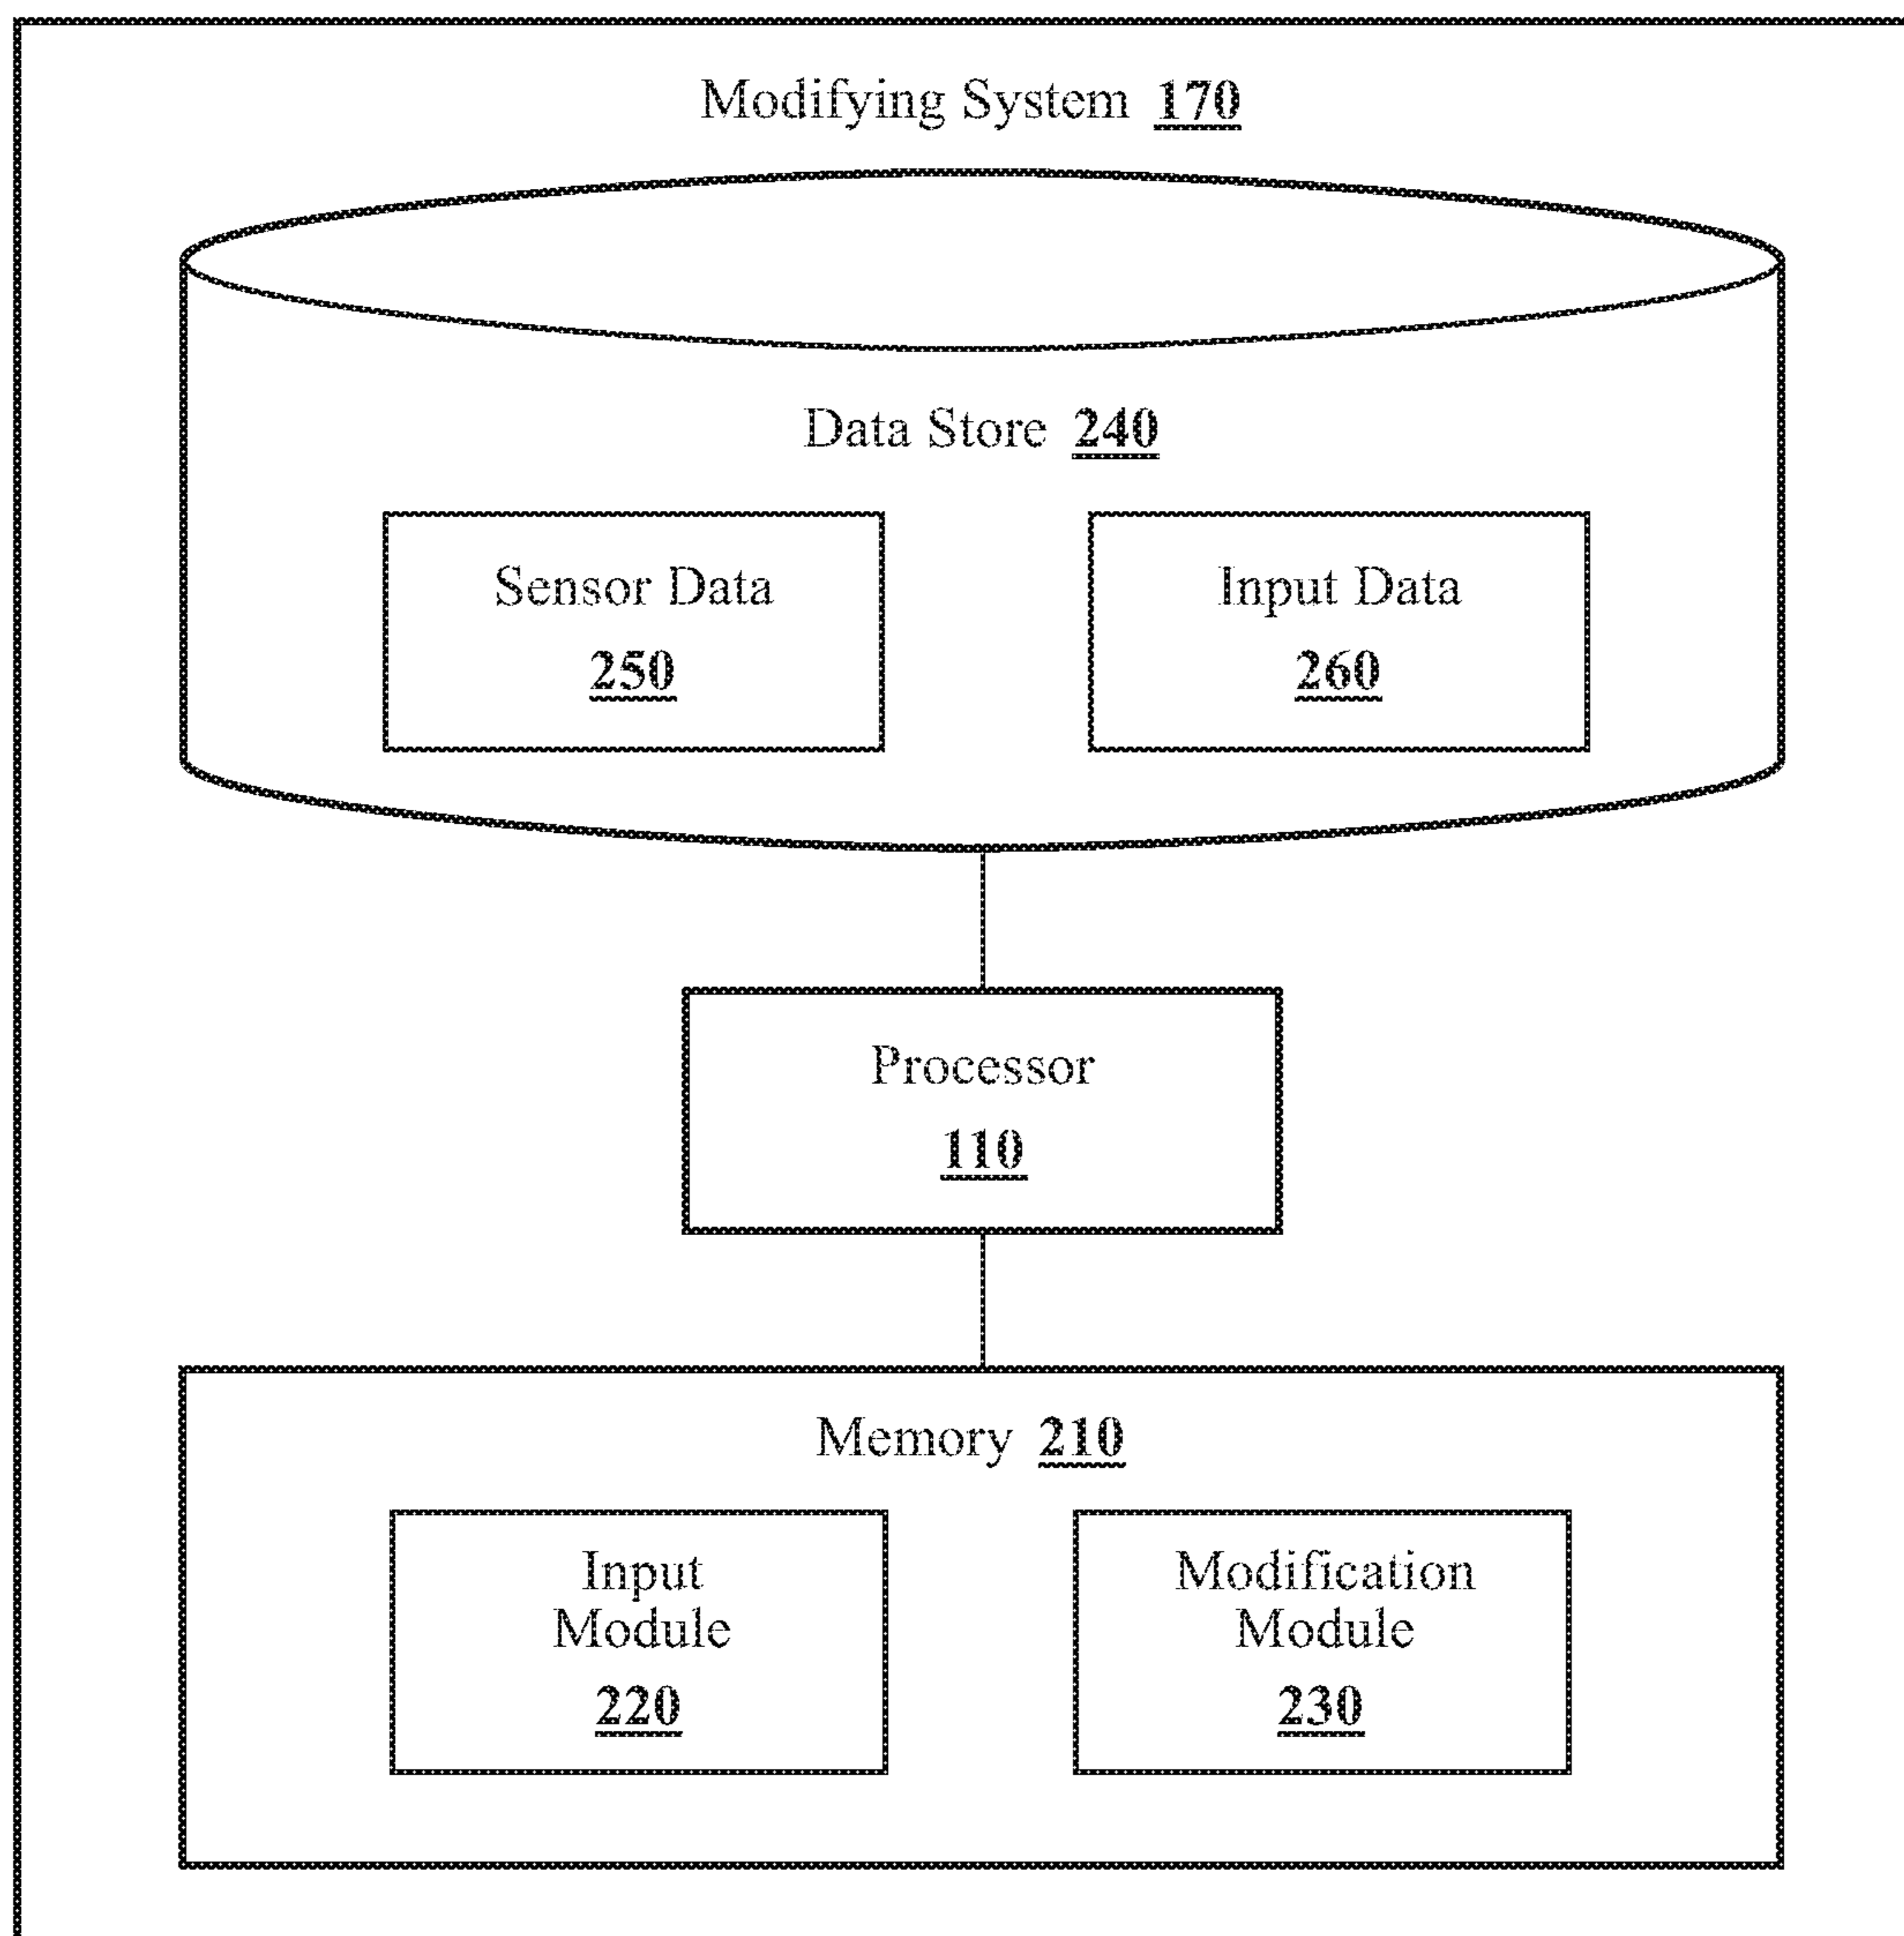 Modifying System 170
Data Store 240
Sensor Data
250
Input Data
260
Processor
110
Memory 210
Input
Module
220
Modification
Module
230